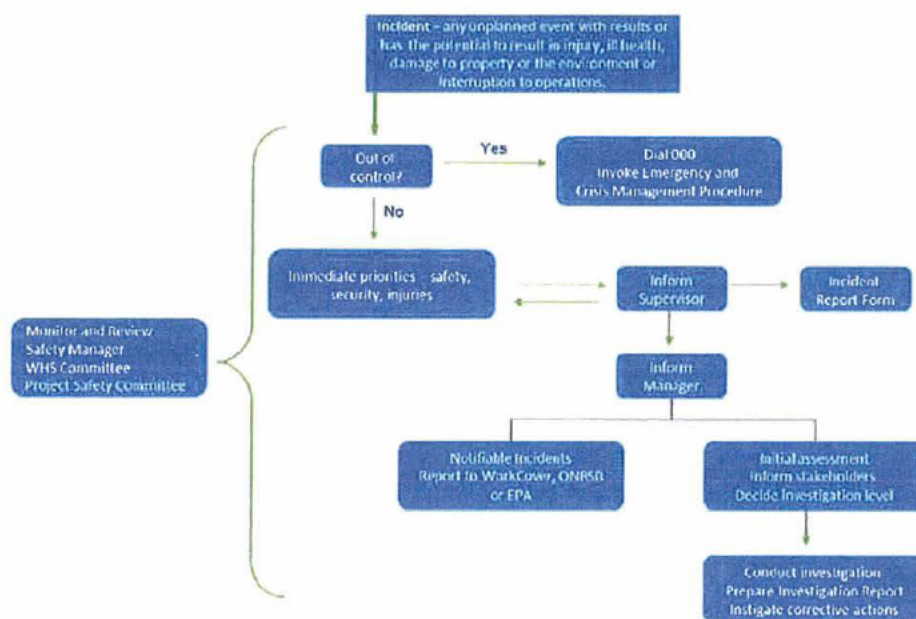 Incident – any unplanned event with results or
has the potential to result in injury, ill health,
damage to property or the environment or
interruption to operations.
Out of
control?
Yes
Dial 000
Invoke Emergency and
Crisis Management Procedure
No
Immediate priorities – safety,
security, injuries
Inform
Supervisor
Incident
Report Form
Monitor and Review
Safety Manager
WHS Committee
Project Safety Committee
Inform
Manager
Notifiable Incidents
Report to WorkCover, ONRSR
or EPA
Initial assessment
Inform stakeholders
Decide investigation level
Conduct investigation
Prepare Investigation Report
Instigate corrective actions